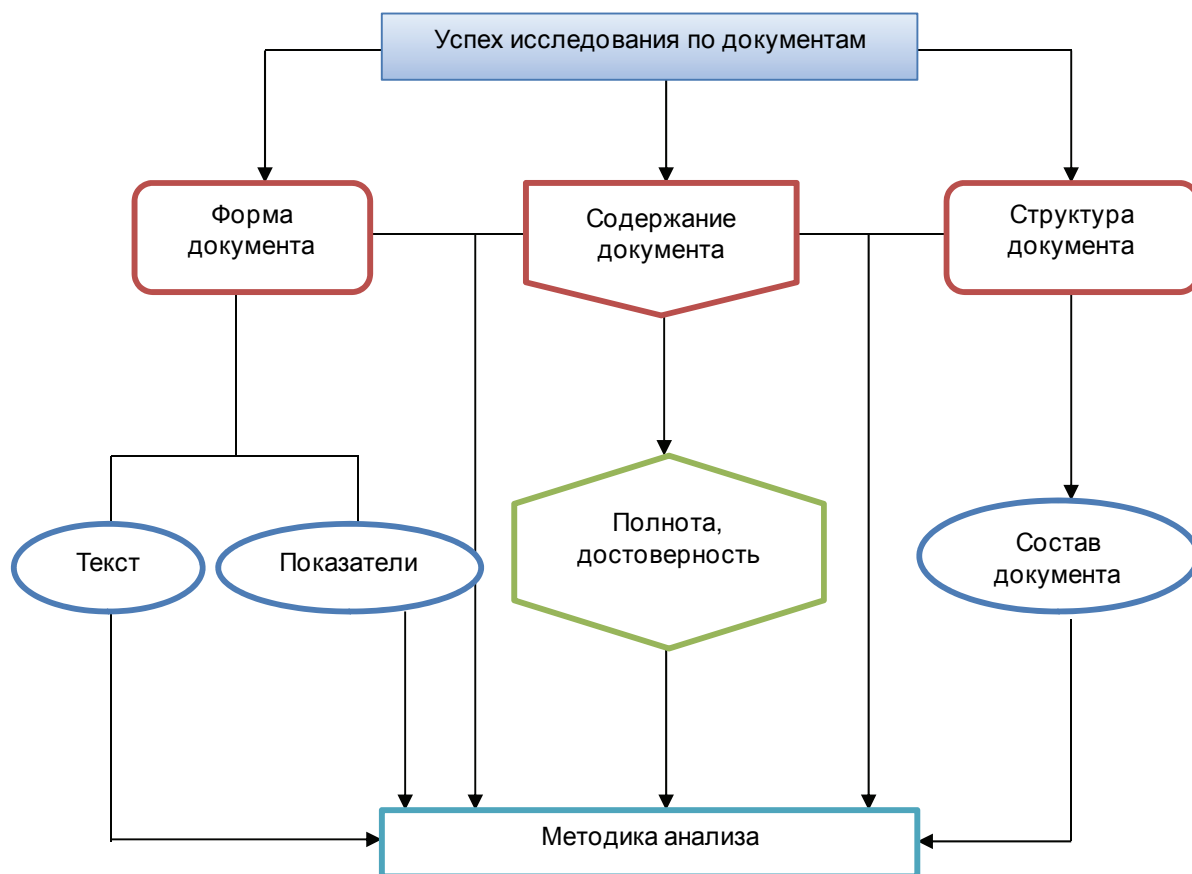 Успех исследования по документам
Форма
документа
Содержание
документа
Структура
документа
Текст
Показатели
Полнота,
достоверность
Состав
документа
Методика анализа